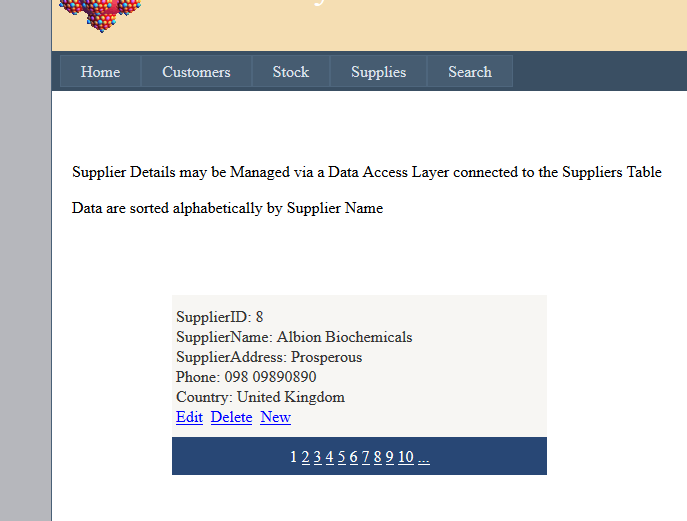 Home Customers Stock Supplies Search
Supplier Details may be Managed via a Data Access Layer connected to the Suppliers Table
Data are sorted alphabetically by Supplier Name
SupplierID: 8
SupplierName: Albion Biochemicals
SupplierAddress: Prosperous
Phone: 098 09890890
Country: United Kingdom
Edit Delete New
1 2 3 4 5 6 7 8 9 10 ...